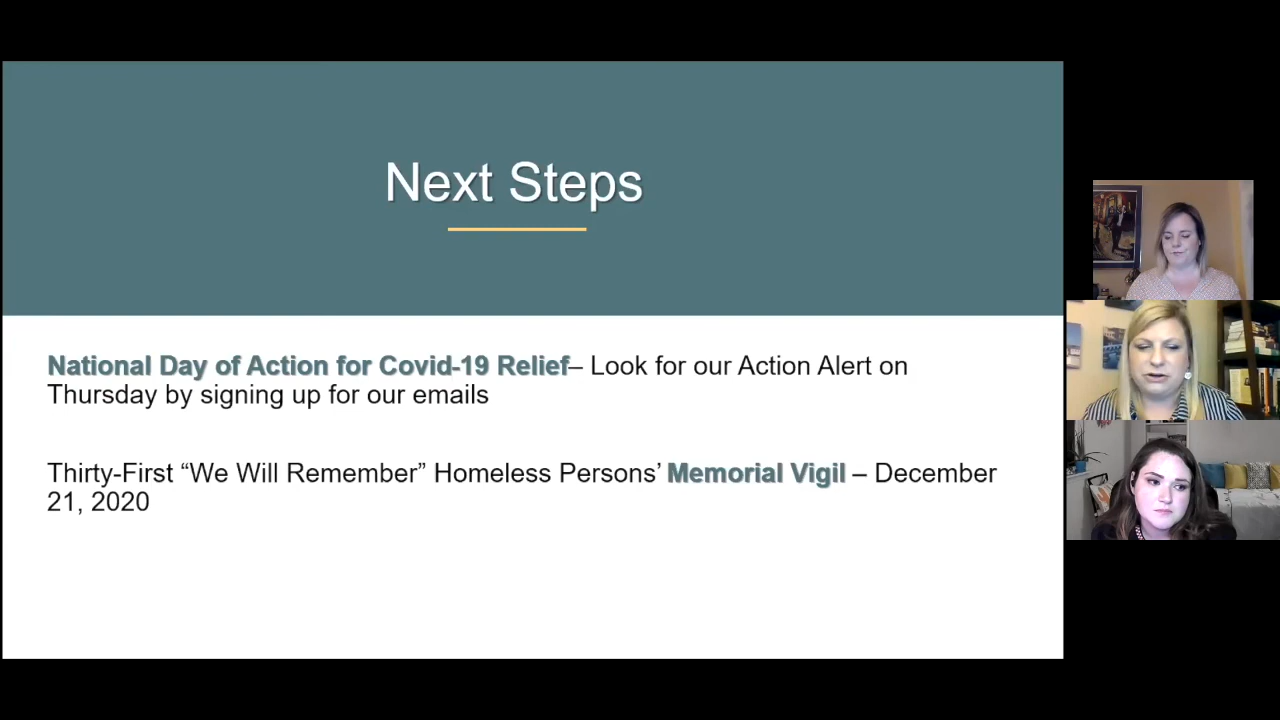 Next Steps
National Day of Action for Covid-19 Relief– Look for our Action Alert on
Thursday by signing up for our emails
Thirty-First “We Will Remember” Homeless Persons’ Memorial Vigil – December
21, 2020